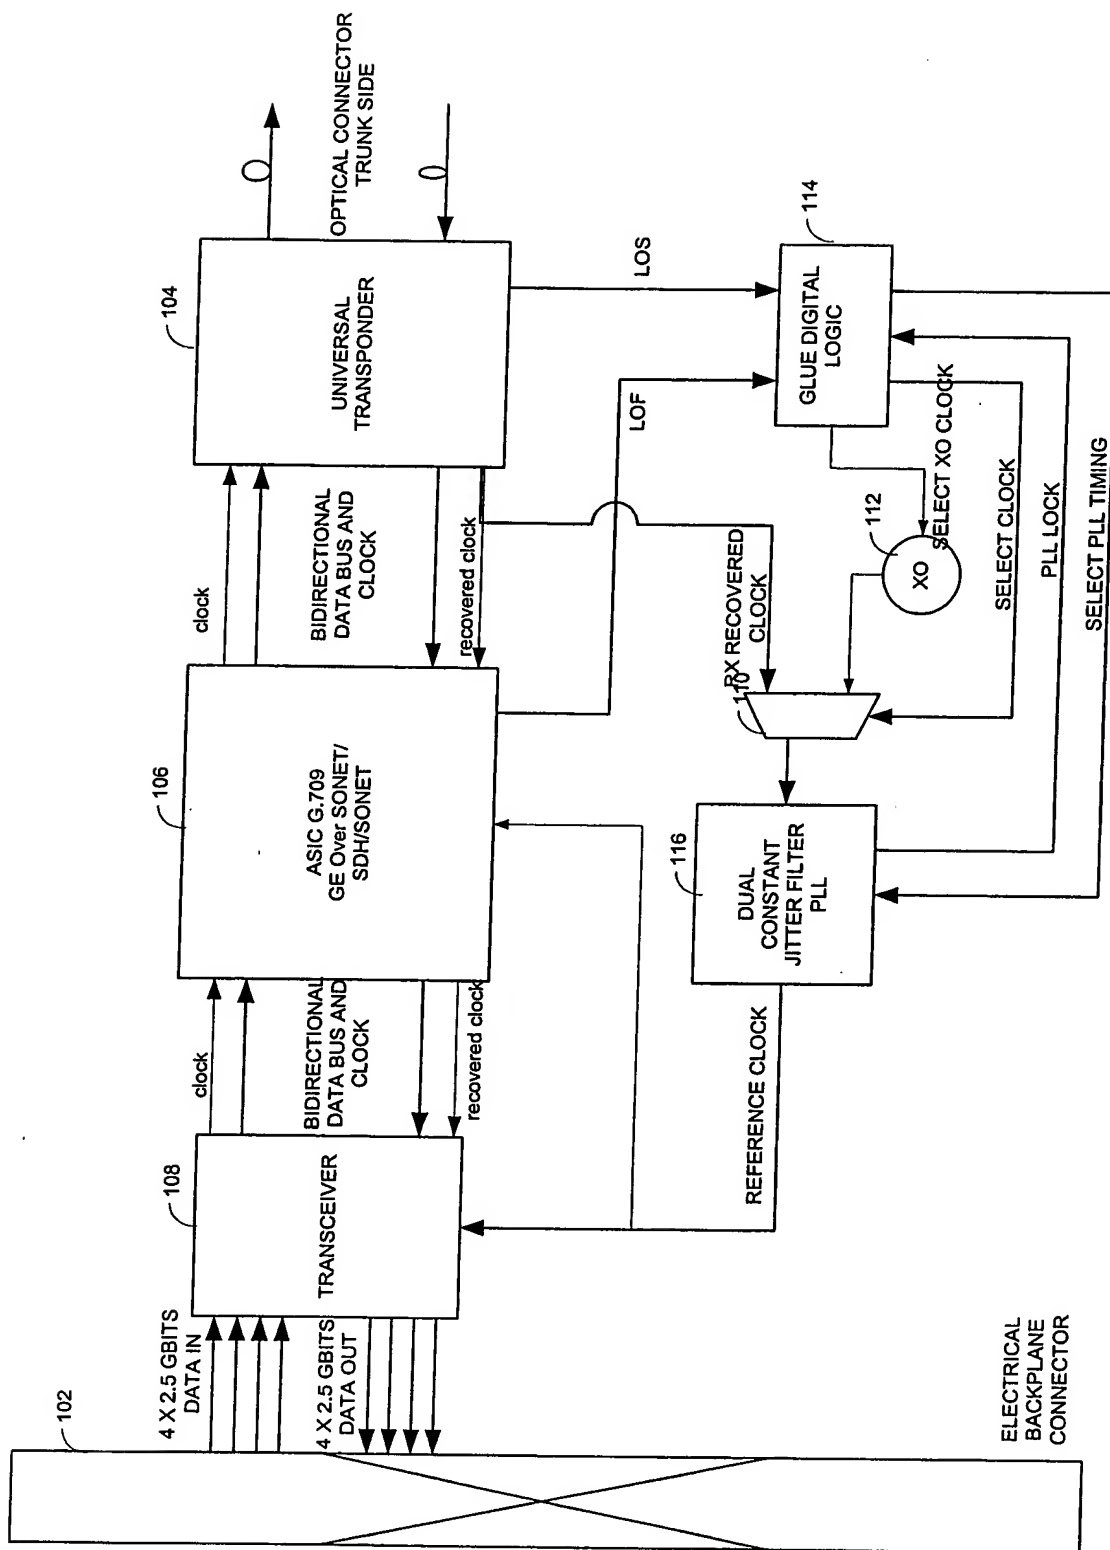 102
4 X 2.5 GBITS
DATA IN
4 X 2.5 GBITS
DATA OUT
ELECTRICAL
BACKPLANE
CONNECTOR
108
TRANSCEIVER
clock
BIDIRECTIONAL
DATA BUS AND
CLOCK
recovered clock
REFERENCE CLOCK
106
ASIC G.709
GE Over SONET/
SDH/SONET
116
DUAL
CONSTANT
JITTER FILTER
PLL
110
clock
BIDIRECTIONAL
DATA BUS AND
CLOCK
recovered clock
RX RECOVERED
CLOCK
112
XO
SELECT XO CLOCK
SELECT CLOCK
PLL LOCK
SELECT PLL TIMING
104
UNIVERSAL
TRANSPONDER
LOF
LOS
114
GLUE DIGITAL
LOGIC
OPTICAL CONNECTOR
TRUNK SIDE